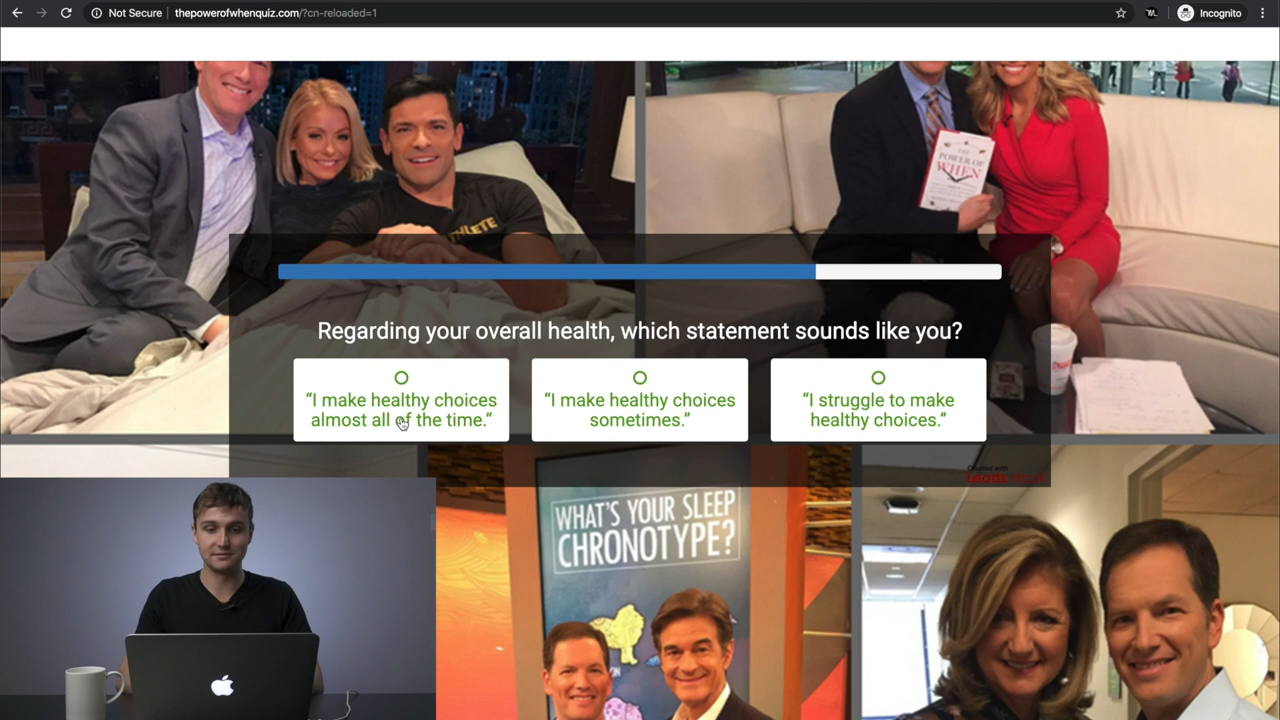 Not Secure
thepowerofwhenquiz.com/?cn-reloaded=1
Incognito
THE
POWER OF
WHEN
Regarding your overall health, which statement sounds like you?
“I make healthy choices
almost all of the time.”
“I make healthy choices
sometimes.”
“I struggle to make
healthy choices.”
Created with
WHAT'S YOUR SLEEP
CHRONOTYPE?